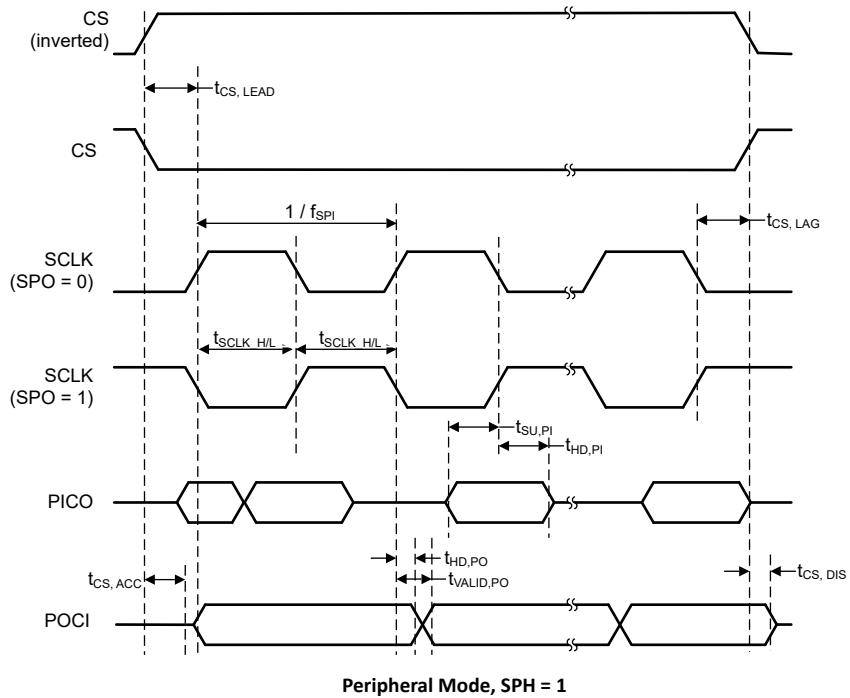 CS
(inverted)
tCS, LEAD
CS
1 / fSPI
tCS, LAG
SCLK
(SPO = 0)
tSCLK_H/L
tSCLK_H/L
SCLK
(SPO = 1)
tSU,PI
tHD,PI
PICO
tHD,PO
tCS, ACC
tVALID,PO
tCS, DIS
POCI
Peripheral Mode, SPH = 1